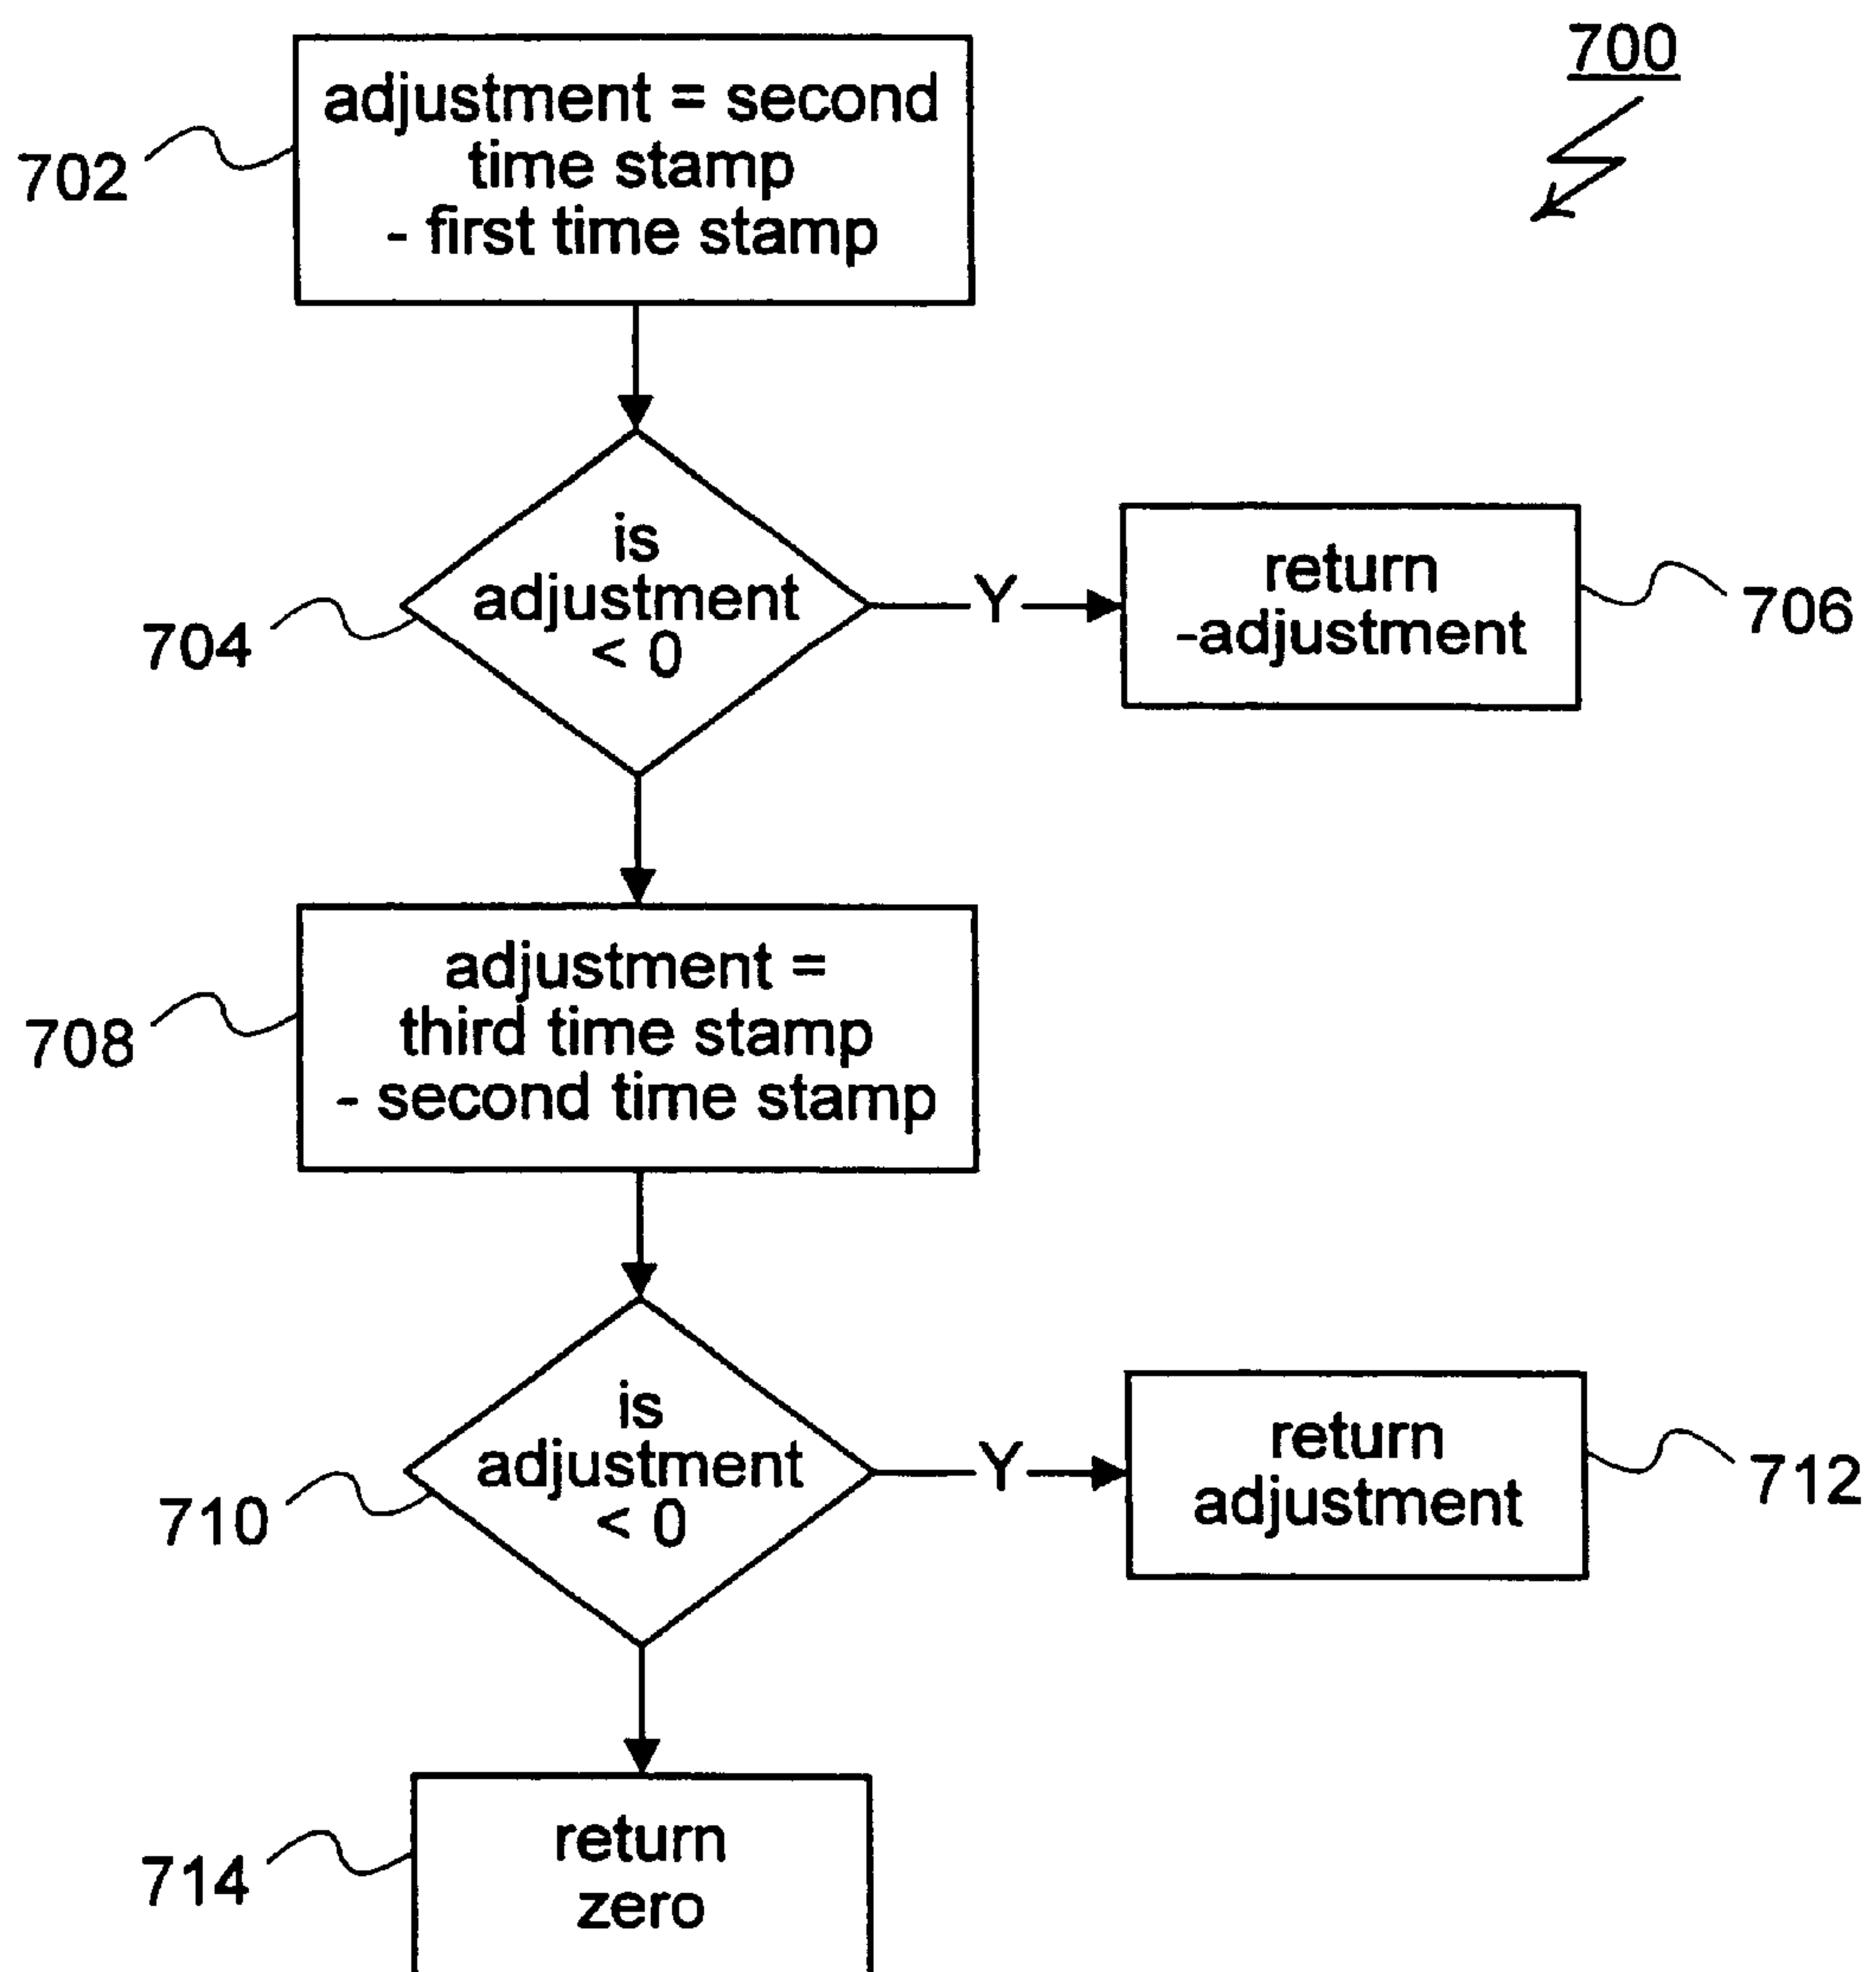 700
702
adjustment = second
time stamp
- first time stamp
704
is
adjustment
< 0
Y
return
-adjustment
706
708
adjustment =
third time stamp
- second time stamp
710
is
adjustment
< 0
Y
return
adjustment
712
714
return
zero